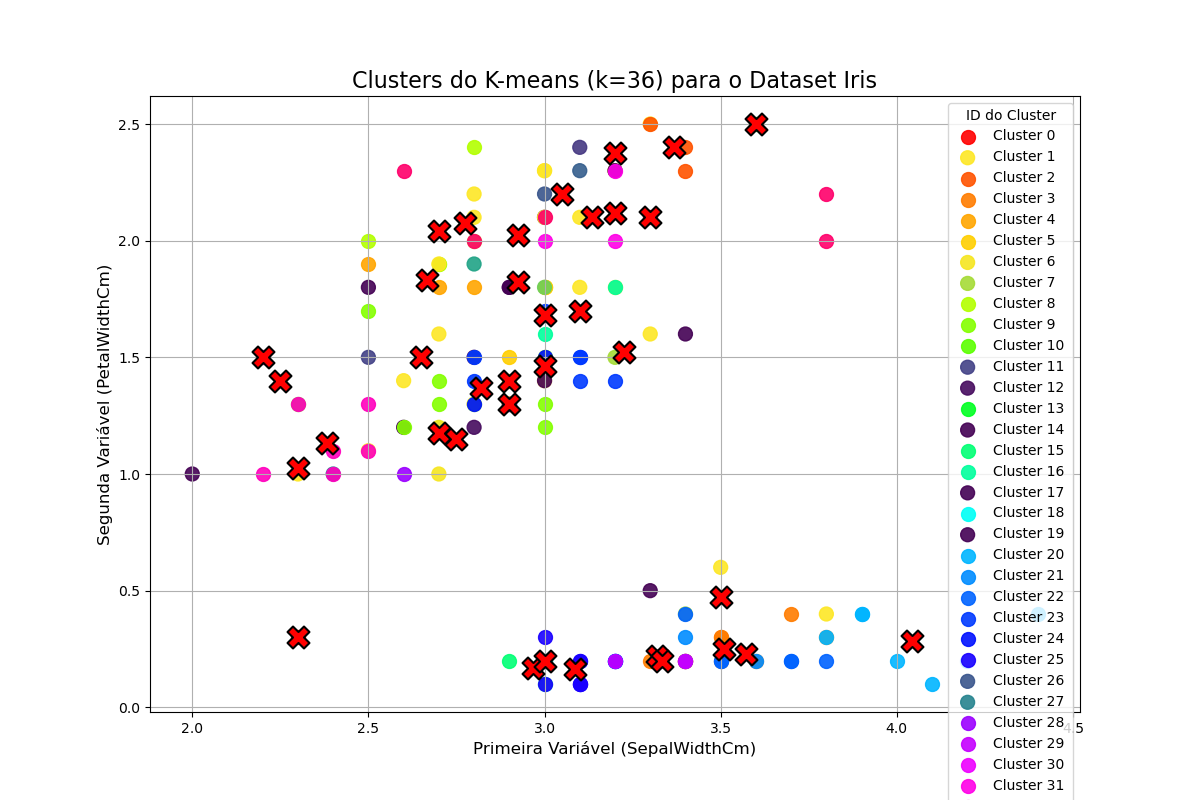 Clusters do K-means (k=36) para o Dataset Iris
Segunda Variável (PetalWidthCm)
2.5
2.0
1.5
1.0
0.5
0.0
2.0
2.5
3.0
3.5
4.0
4.5
Primeira Variável (SepalWidthCm)
ID do Cluster
Cluster 0
Cluster 1
Cluster 2
Cluster 3
Cluster 4
Cluster 5
Cluster 6
Cluster 7
Cluster 8
Cluster 9
Cluster 10
Cluster 11
Cluster 12
Cluster 13
Cluster 14
Cluster 15
Cluster 16
Cluster 17
Cluster 18
Cluster 19
Cluster 20
Cluster 21
Cluster 22
Cluster 23
Cluster 24
Cluster 25
Cluster 26
Cluster 27
Cluster 28
Cluster 29
Cluster 30
Cluster 31